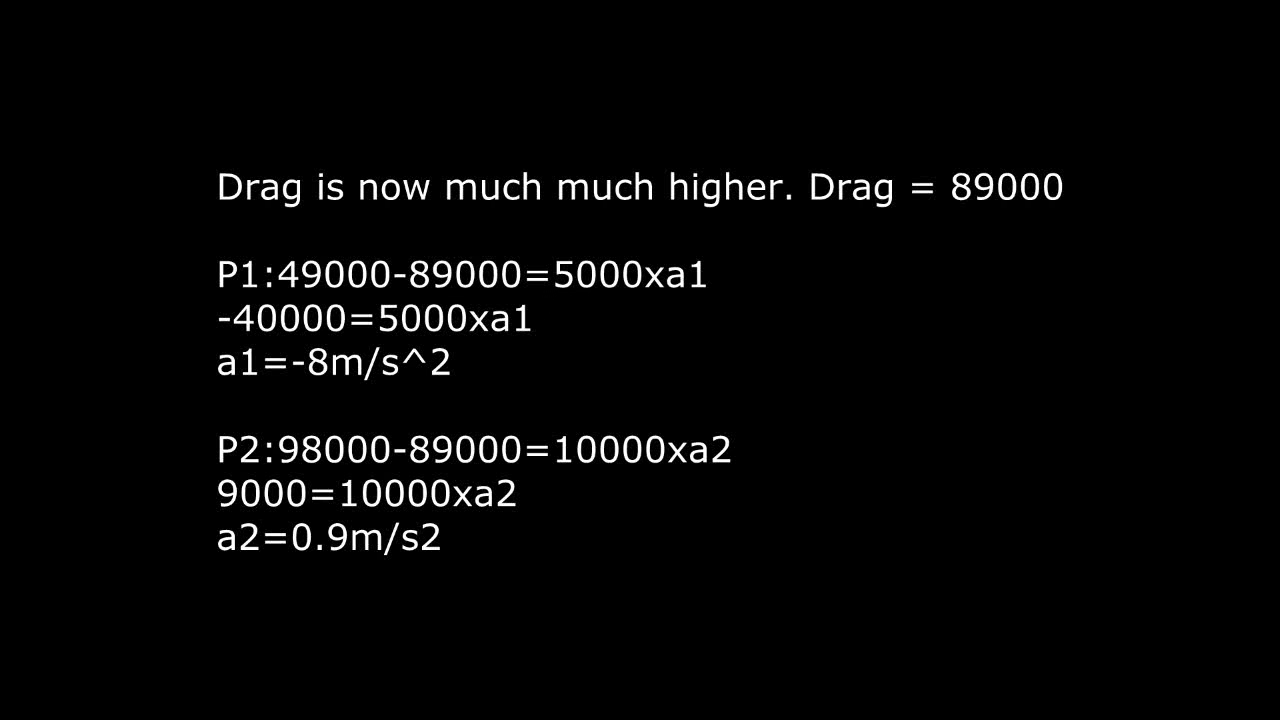 Drag is now much much higher. Drag = 89000
P1:49000-89000=5000xa1
-40000=5000xa1
a1=-8m/s^2
P2:98000-89000=10000xa2
9000=10000xa2
a2=0.9m/s2